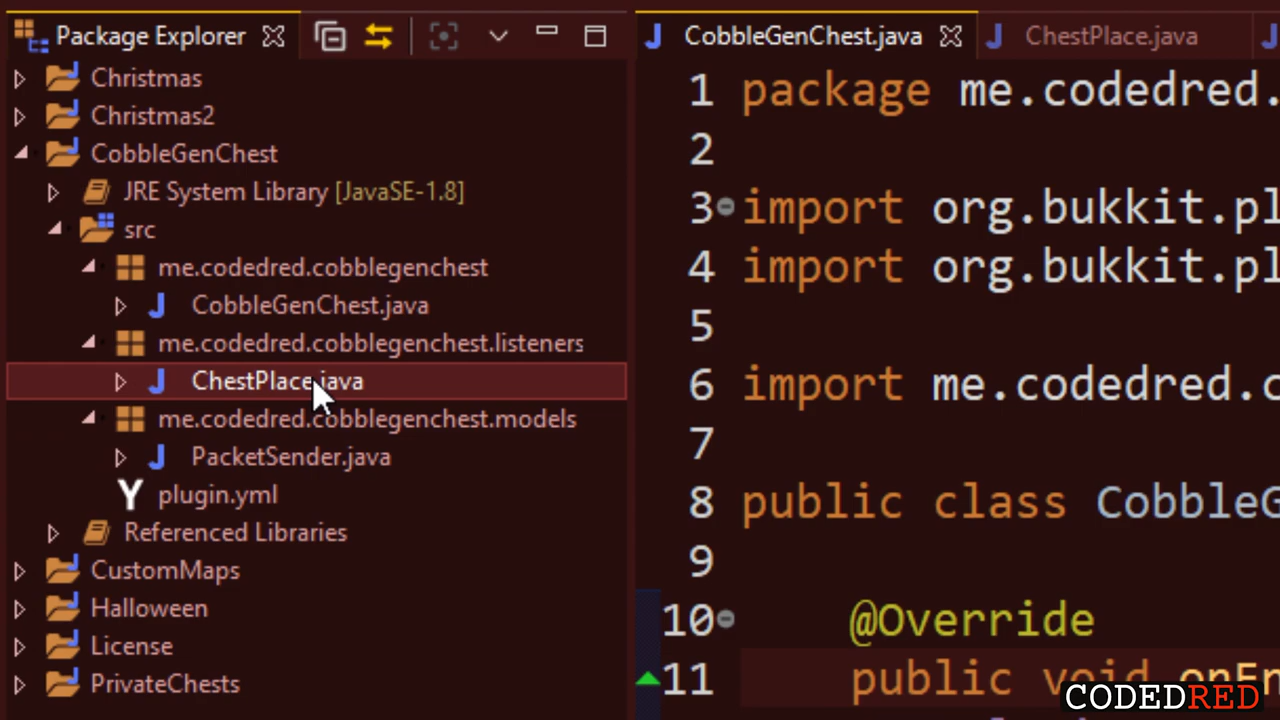 Package Explorer
Christmas
Christmas2
CobbleGenChest
JRE System Library [JavaSE-1.8]
src
me.codedred.cobblegenchest
CobbleGenChest.java
me.codedred.cobblegenchest.listeners
ChestPlace.java
me.codedred.cobblegenchest.models
PacketSender.java
plugin.yml
Referenced Libraries
CustomMaps
Halloween
License
PrivateChests
CobbleGenChest.java ChestPlace.java
1 package me.codedred.
2
3 import org.bukkit.pl
4 import org.bukkit.pl
5
6 import me.codedred.c
7
8 public class CobbleG
9
10 @Override
11 public void onEn
CODEDRED